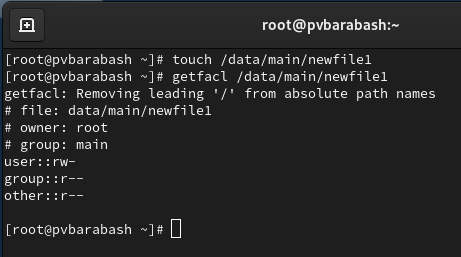 root@pvbarabash:~
[root@pvbarabash ~]# touch /data/main/newfile1
[root@pvbarabash ~]# getfacl /data/main/newfile1
getfacl: Removing leading '/' from absolute path names
# file: data/main/newfile1
# owner: root
# group: main
user::rw-
group::r--
other::r--
[root@pvbarabash ~]#